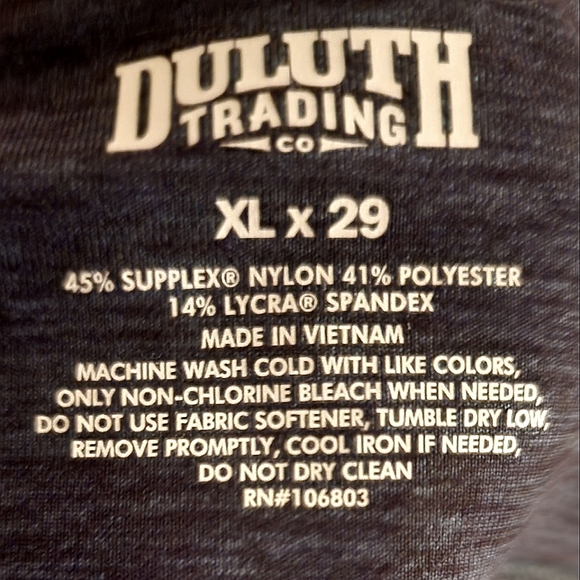 DULUTH
TRADING
CO
XL x 29
45% SUPPLEX® NYLON 41% POLYESTER
14% LYCRA® SPANDEX
MADE IN VIETNAM
MACHINE WASH COLD WITH LIKE COLORS,
ONLY NON-CHLORINE BLEACH WHEN NEEDED,
DO NOT USE FABRIC SOFTENER, TUMBLE DRY LOW,
REMOVE PROMPTLY, COOL IRON IF NEEDED,
DO NOT DRY CLEAN
RN#106803